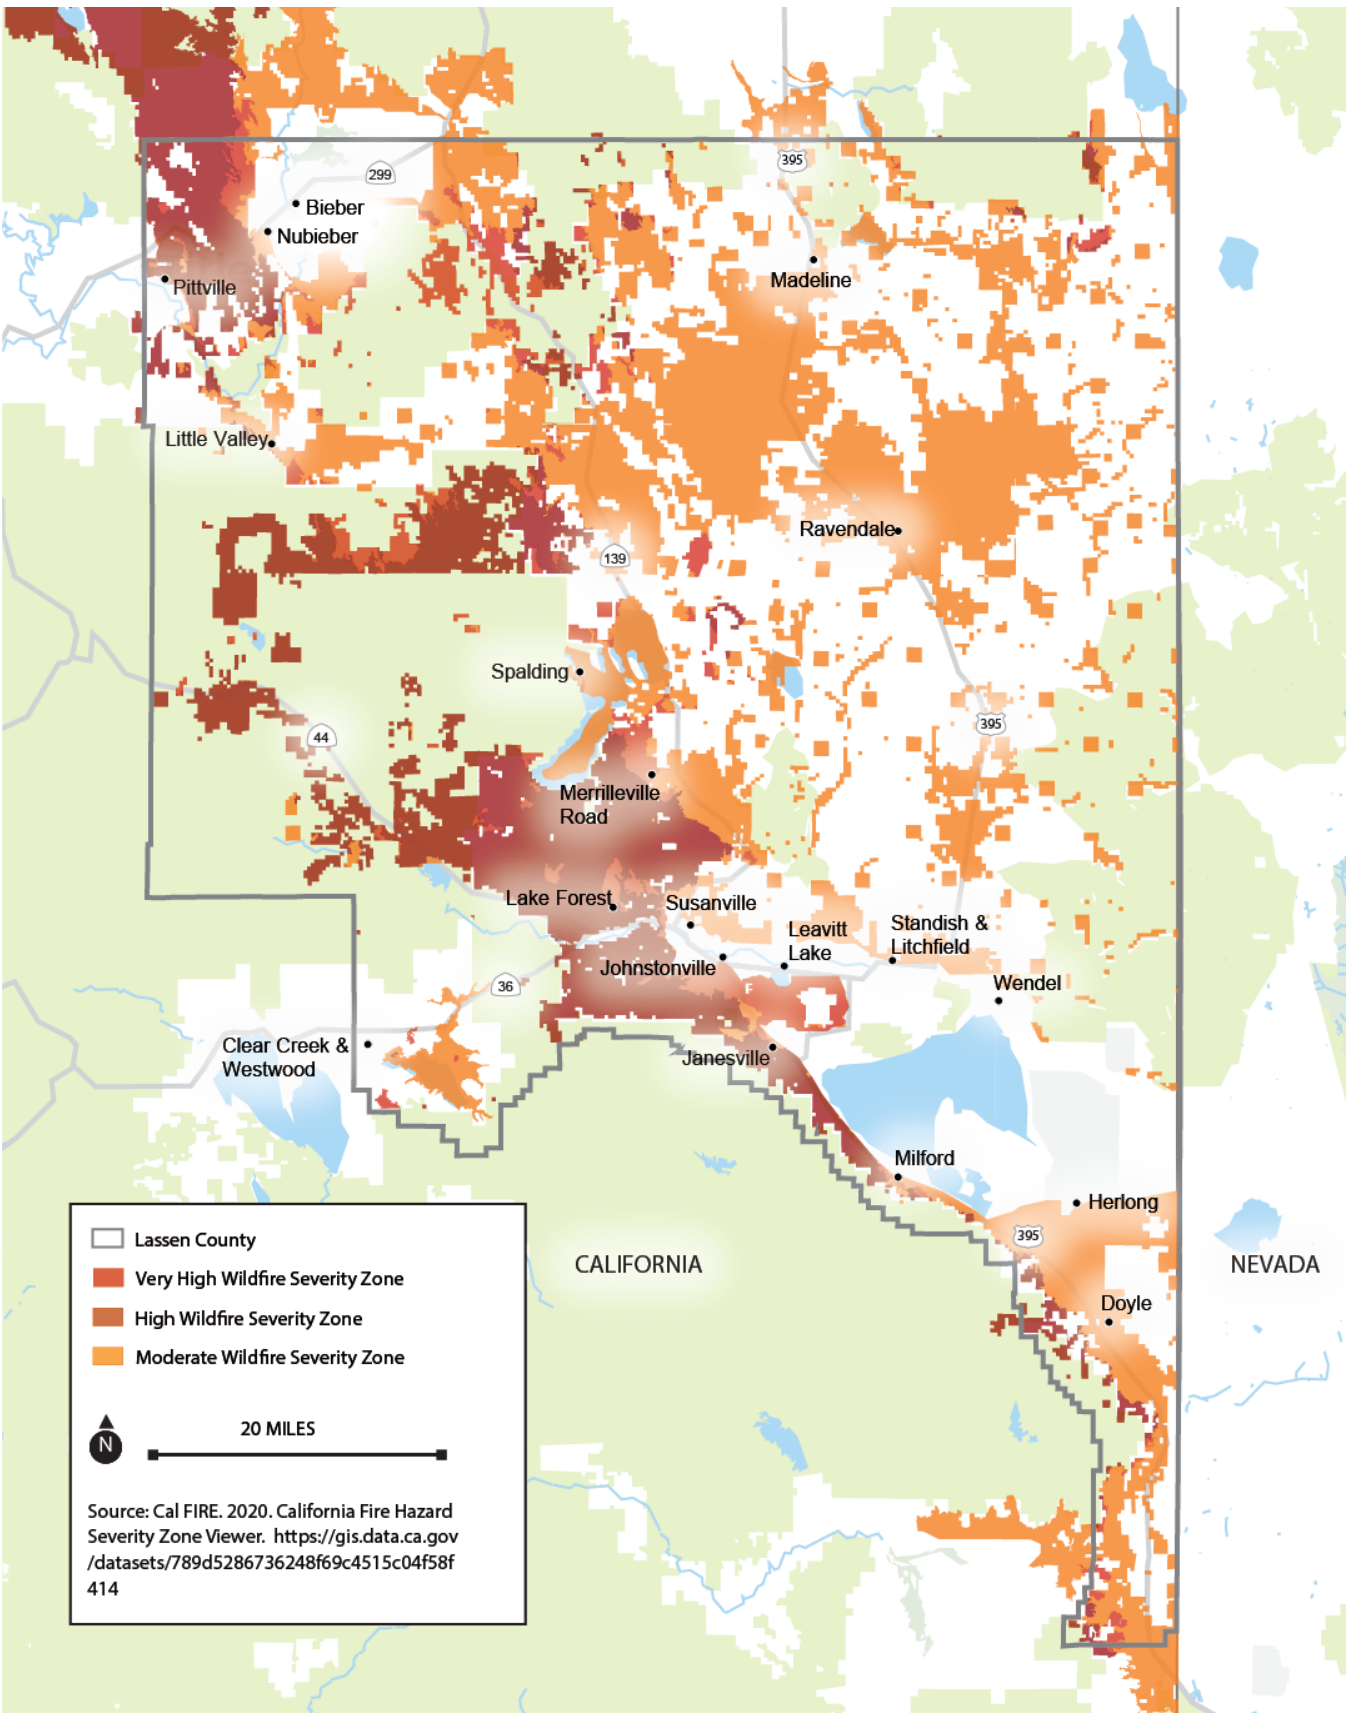 299
395
Bieber
Nubieber
Pittville
Madeline
Little Valley
Ravendale
139
Spalding
395
44
Merrilleville
Road
Lake Forest
Susanville
Leavitt
Lake
Standish &
Litchfield
Johnstonville
Wendel
F
36
Clear Creek &
Westwood
Janesville
Milford
Herlong
395
CALIFORNIA
NEVADA
Doyle
Lassen County
Very High Wildfire Severity Zone
High Wildfire Severity Zone
Moderate Wildfire Severity Zone
N
20 MILES
Source: Cal FIRE. 2020. California Fire Hazard
Severity Zone Viewer. https://gis.data.ca.gov
/datasets/789d5286736248f69c4515c04f58f
414